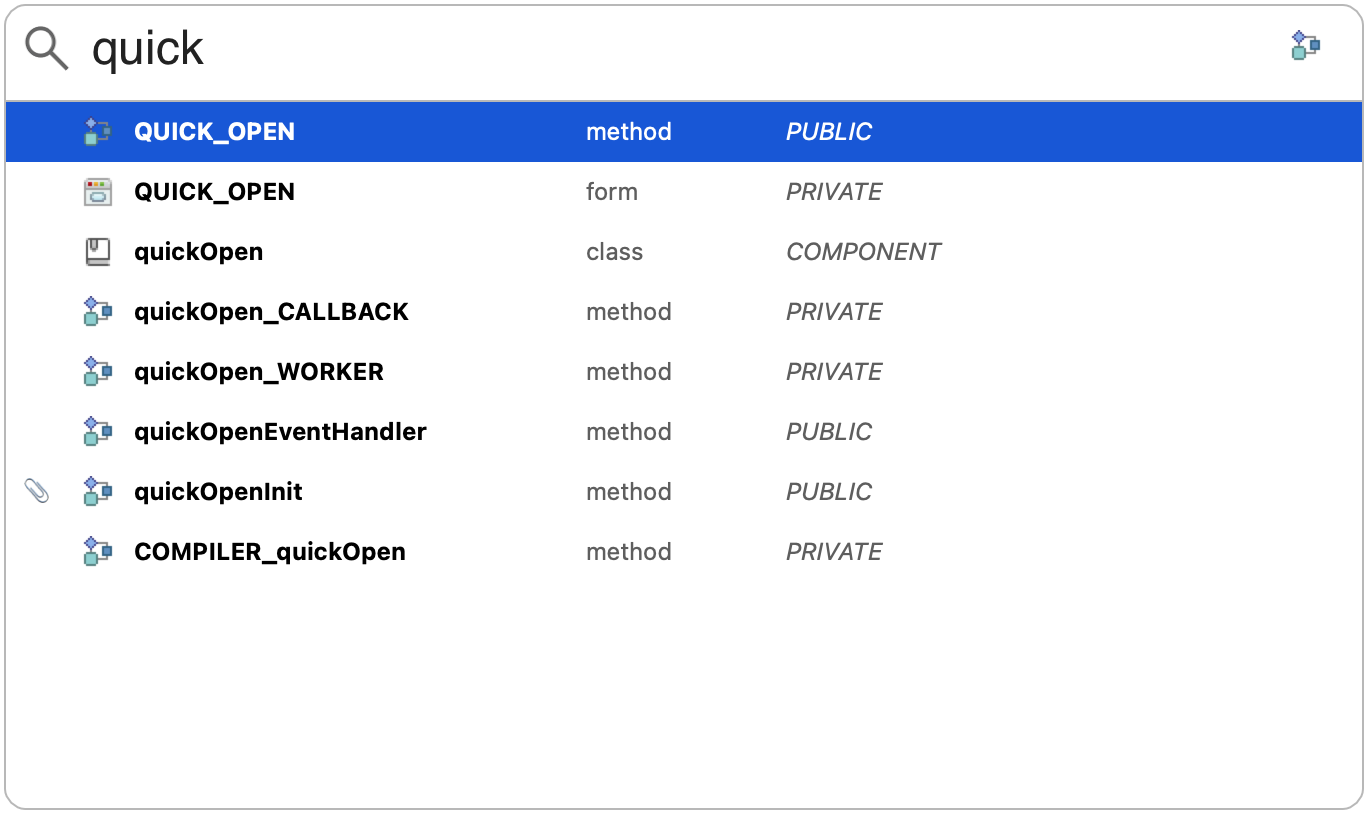 quick
QUICK_OPEN method PUBLIC
QUICK_OPEN form PRIVATE
quickOpen class COMPONENT
quickOpen_CALLBACK method PRIVATE
quickOpen_WORKER method PRIVATE
quickOpenEventHandler method PUBLIC
quickOpenInit method PUBLIC
COMPILER_quickOpen method PRIVATE